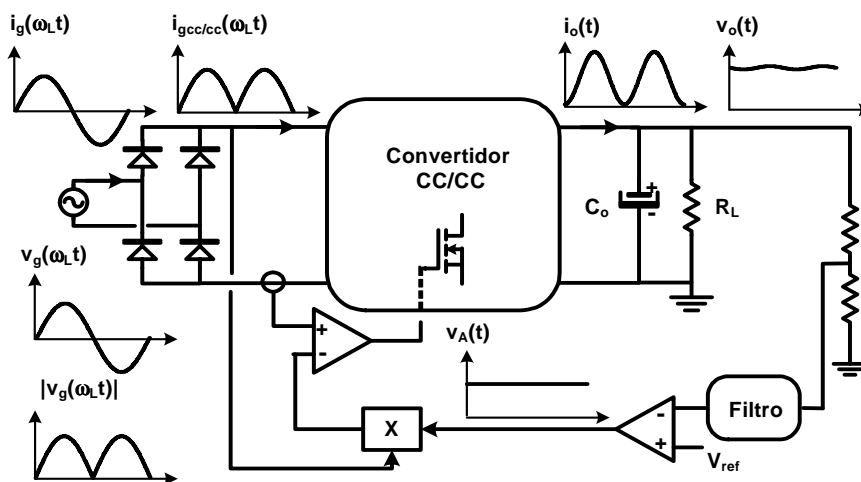 i_g(ω_Lt)
i_gcc/cc(ω_Lt)
i_o(t)
v_o(t)
Convertidor
CC/CC
+
-
C_o
R_L
v_g(ω_Lt)
+
-
v_A(t)
|v_g(ω_Lt)|
X
-
+
Filtro
V_ref